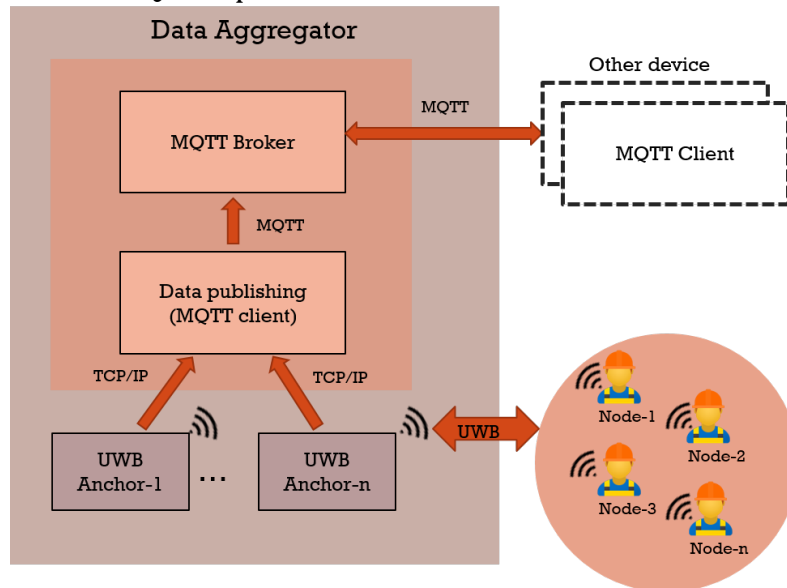 Data Aggregator
Other device
MQTT
MQTT Broker
MQTT Client
MQTT
Data publishing
(MQTT client)
TCP/IP
TCP/IP
Node-1
UWB
Node-2
UWB
Anchor-1
...
UWB
Anchor-n
Node-3
Node-n